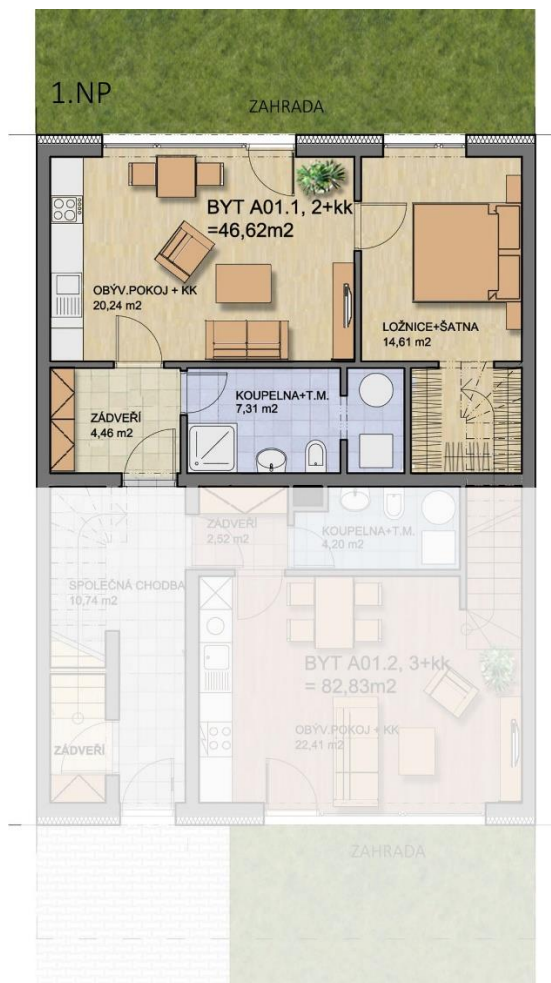 1.NP
ZAHRADA
BYT A01.1, 2+kk
=46,62m2
OBÝV.POKOJ + KK
20,24 m2
LOŽNICE+ŠATNA
14,61 m2
ZÁDVEŘÍ
4,46 m2
KOUPELNA+T.M.
7,31 m2
ZÁDVEŘÍ
2,52 m2
KOUPELNA+T.M.
4,20 m2
SPOLEČNÁ CHODBA
10,74 m2
BYT A01.2, 3+kk
= 82,83m2
OBÝV.POKOJ + KK
22,41 m2
ZÁDVEŘÍ
ZAHRADA